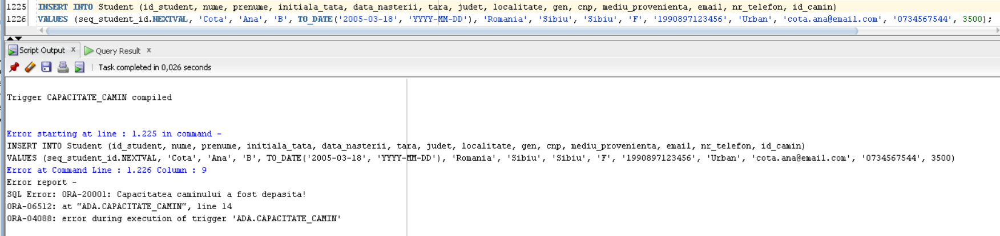 1225 INSERT INTO Student (id_student, nume, prenume, initiala_tata, data_nasterii, tara, judet, localitate, gen, cnp, mediu_provenienta, email, nr_telefon, id_camin)
1226 VALUES (seq_student_id.NEXTVAL, 'Cota', 'Ana', 'B', TO_DATE('2005-03-18', 'YYYY-MM-DD'), 'Romania', 'Sibiu', 'Sibiu', 'F', '1990897123456', 'Urban', 'cota.ana@email.com', '0734567544', 3500);
Script Output x Query Result x
Task completed in 0,026 seconds
Trigger CAPACITATE_CAMIN compiled
Error starting at line : 1.225 in command -
INSERT INTO Student (id_student, nume, prenume, initiala_tata, data_nasterii, tara, judet, localitate, gen, cnp, mediu_provenienta, email, nr_telefon, id_camin)
VALUES (seq_student_id.NEXTVAL, 'Cota', 'Ana', 'B', TO_DATE('2005-03-18', 'YYYY-MM-DD'), 'Romania', 'Sibiu', 'Sibiu', 'F', '1990897123456', 'Urban', 'cota.ana@email.com', '0734567544', 3500)
Error at Command Line : 1.226 Column : 9
Error report -
SQL Error: ORA-20001: Capacitatea caminului a fost depasita!
ORA-06512: at "ADA.CAPACITATE_CAMIN", line 14
ORA-04088: error during execution of trigger 'ADA.CAPACITATE_CAMIN'